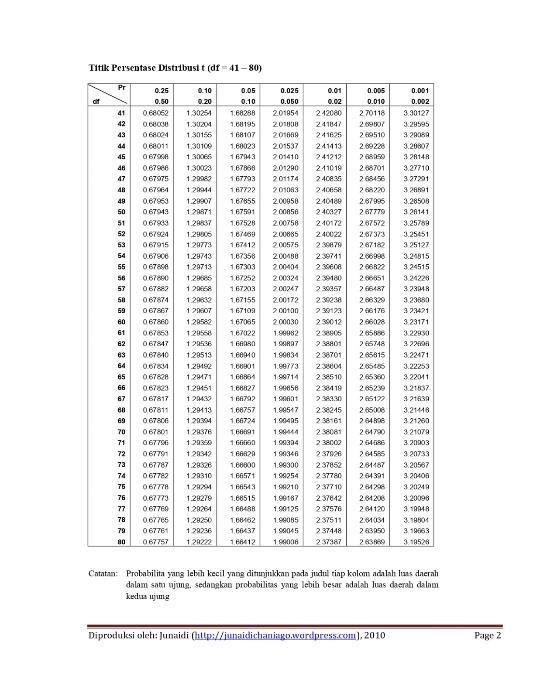 Titik Persentase Distribusi t (df = 41 – 80)
Pr 0.25 0.10 0.05 0.025 0.01 0.005 0.001
df 0.50 0.20 0.10 0.050 0.02 0.010 0.002
41 0.68052 1.30254 1.68288 2.01954 2.42080 2.70118 3.30127
42 0.68038 1.30204 1.68195 2.01808 2.41847 2.69807 3.29595
43 0.68024 1.30155 1.68107 2.01669 2.41625 2.69510 3.29089
44 0.68011 1.30109 1.68023 2.01537 2.41413 2.69228 3.28607
45 0.67998 1.30065 1.67943 2.01410 2.41212 2.68959 3.28148
46 0.67986 1.30023 1.67866 2.01290 2.41019 2.68701 3.27710
47 0.67975 1.29982 1.67793 2.01174 2.40835 2.68456 3.27291
48 0.67964 1.29944 1.67722 2.01063 2.40658 2.68220 3.26891
49 0.67953 1.29907 1.67655 2.00958 2.40489 2.67995 3.26508
50 0.67943 1.29871 1.67591 2.00856 2.40327 2.67779 3.26141
51 0.67933 1.29837 1.67528 2.00758 2.40172 2.67572 3.25789
52 0.67924 1.29805 1.67469 2.00665 2.40022 2.67373 3.25451
53 0.67915 1.29773 1.67412 2.00575 2.39879 2.67182 3.25127
54 0.67906 1.29743 1.67356 2.00488 2.39741 2.66998 3.24815
55 0.67898 1.29713 1.67303 2.00404 2.39608 2.66822 3.24515
56 0.67890 1.29685 1.67252 2.00324 2.39480 2.66651 3.24226
57 0.67882 1.29658 1.67203 2.00247 2.39357 2.66487 3.23948
58 0.67874 1.29632 1.67155 2.00172 2.39238 2.66329 3.23680
59 0.67867 1.29607 1.67109 2.00100 2.39123 2.66176 3.23421
60 0.67860 1.29582 1.67065 2.00030 2.39012 2.66028 3.23171
61 0.67853 1.29558 1.67022 1.99962 2.38905 2.65886 3.22930
62 0.67847 1.29536 1.66980 1.99897 2.38801 2.65748 3.22696
63 0.67840 1.29513 1.66940 1.99834 2.38701 2.65615 3.22471
64 0.67834 1.29492 1.66901 1.99773 2.38604 2.65485 3.22253
65 0.67828 1.29471 1.66864 1.99714 2.38510 2.65360 3.22041
66 0.67823 1.29451 1.66827 1.99656 2.38419 2.65239 3.21837
67 0.67817 1.29432 1.66792 1.99601 2.38330 2.65122 3.21639
68 0.67811 1.29413 1.66757 1.99547 2.38245 2.65008 3.21446
69 0.67806 1.29394 1.66724 1.99495 2.38161 2.64898 3.21260
70 0.67801 1.29376 1.66691 1.99444 2.38081 2.64790 3.21079
71 0.67796 1.29359 1.66660 1.99394 2.38002 2.64686 3.20903
72 0.67791 1.29342 1.66629 1.99346 2.37926 2.64585 3.20733
73 0.67787 1.29326 1.66600 1.99300 2.37852 2.64487 3.20567
74 0.67782 1.29310 1.66571 1.99254 2.37780 2.64391 3.20406
75 0.67778 1.29294 1.66543 1.99210 2.37710 2.64298 3.20249
76 0.67773 1.29279 1.66515 1.99167 2.37642 2.64208 3.20096
77 0.67769 1.29264 1.66488 1.99125 2.37576 2.64120 3.19948
78 0.67765 1.29250 1.66462 1.99085 2.37511 2.64034 3.19804
79 0.67761 1.29236 1.66437 1.99045 2.37448 2.63950 3.19663
80 0.67757 1.29222 1.66412 1.99006 2.37387 2.63869 3.19526
Catatan: Probabilita yang lebih kecil yang ditunjukkan pada judul tiap kolom adalah luas daerah
dalam satu ujung, sedangkan probabilitas yang lebih besar adalah luas daerah dalam
kedua ujung
Diproduksi oleh: Junaidi (http://junaidichaniago.wordpress.com), 2010 Page 2